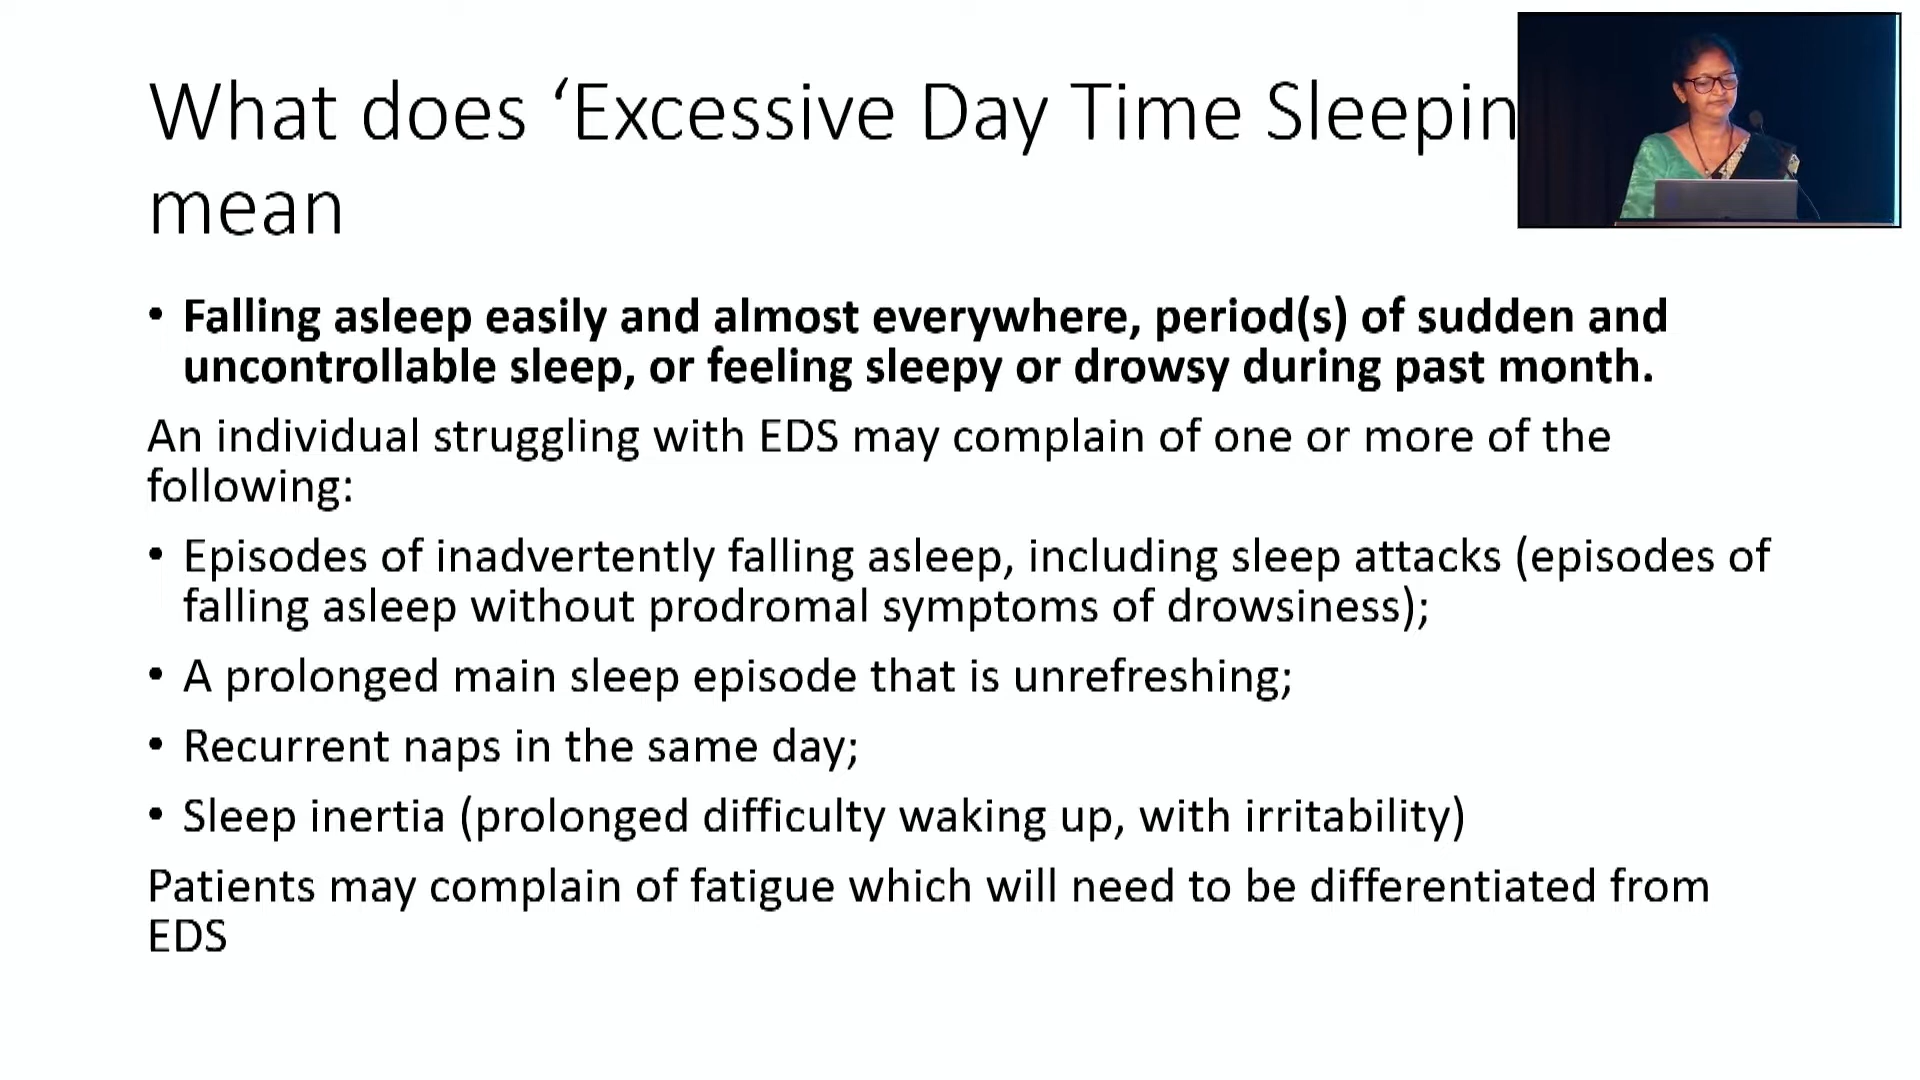 What does ‘Excessive Day Time Sleepin
mean
• Falling asleep easily and almost everywhere, period(s) of sudden and
uncontrollable sleep, or feeling sleepy or drowsy during past month.
An individual struggling with EDS may complain of one or more of the
following:
• Episodes of inadvertently falling asleep, including sleep attacks (episodes of
falling asleep without prodromal symptoms of drowsiness);
• A prolonged main sleep episode that is unrefreshing;
• Recurrent naps in the same day;
• Sleep inertia (prolonged difficulty waking up, with irritability)
Patients may complain of fatigue which will need to be differentiated from
EDS